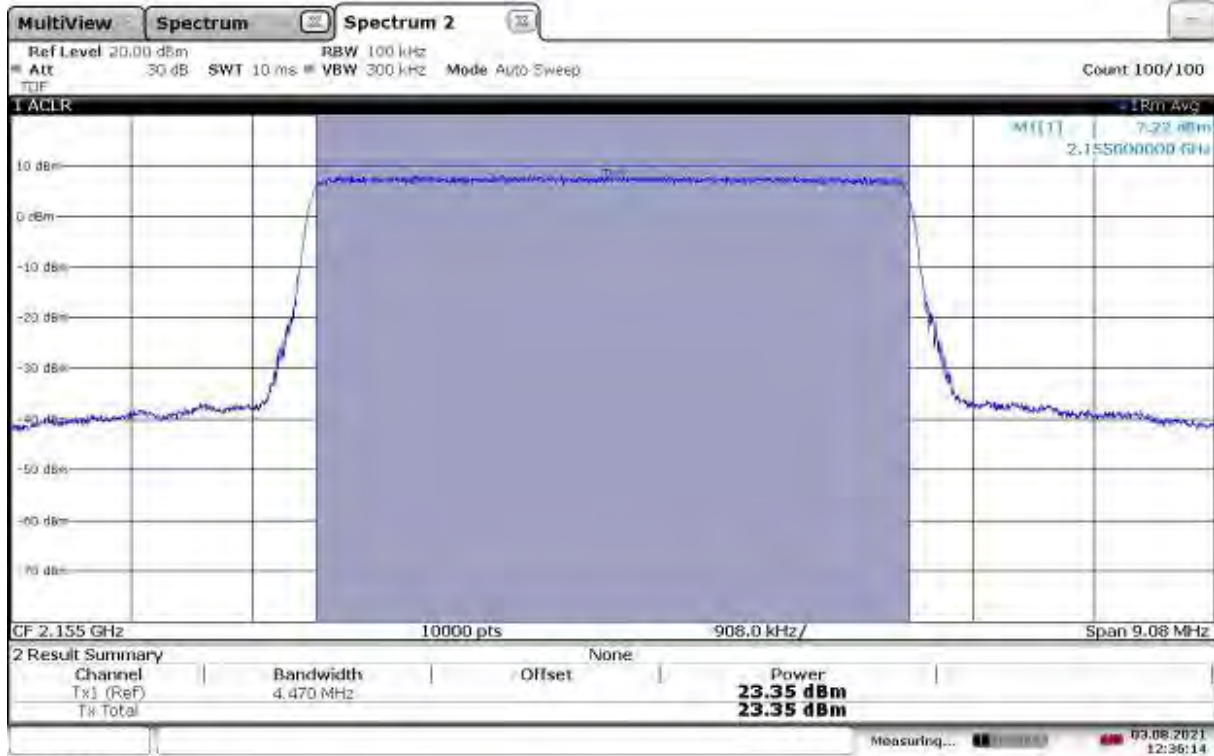 MultiView Spectrum Spectrum 2
Ref Level 20.00 dBm RBW 100 kHz
Att 30 dB SWT 10 ms VBW 300 kHz Mode Auto Sweep Count 100/100
TDF
1 ACLR 1Rm Avg
M1[1] 7.22 dBm
2.155000000 GHz
10 dBm
0 dBm
-10 dBm
-20 dBm
-30 dBm
-40 dBm
-50 dBm
-60 dBm
-70 dBm
CF 2.155 GHz 10000 pts 908.0 kHz/ Span 9.08 MHz
2 Result Summary None
Channel Bandwidth Offset Power
Tx1 (Ref) 4.470 MHz 23.35 dBm
Tx Total 23.35 dBm
Measuring... 03.08.2021
12:36:14